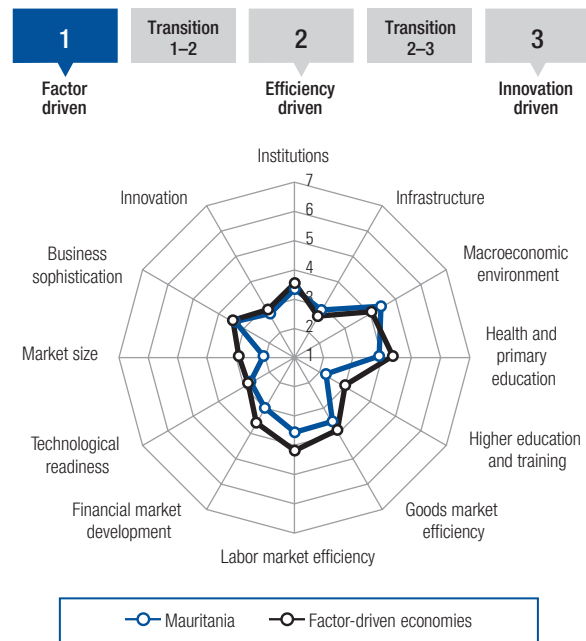 1
Transition
1–2
2
Transition
2–3
3
Factor
driven
Efficiency
driven
Innovation
driven
Institutions
Innovation
Infrastructure
7
6
5
4
3
2
1
Business
sophistication
Macroeconomic
environment
Market size
Health and
primary
education
Technological
readiness
Higher education
and training
Financial market
development
Goods market
efficiency
Labor market efficiency
Mauritania
Factor-driven economies